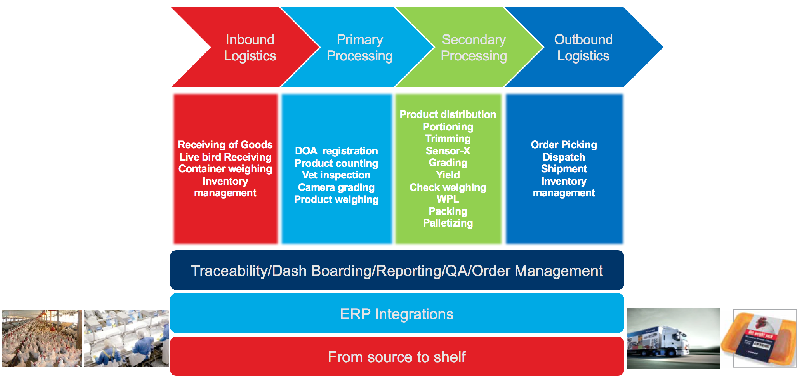 Inbound
Logistics
Primary
Processing
Secondary
Processing
Outbound
Logistics
Receiving of Goods
Live bird Receiving
Container weighing
Inventory
management
DOA registration
Product counting
Vet inspection
Camera grading
Product weighing
Product distribution
Portioning
Trimming
Sensor-X
Grading
Yield
Check weighing
WPL
Packing
Palletizing
Order Picking
Dispatch
Shipment
Inventory
management
Traceability/Dash Boarding/Reporting/QA/Order Management
ERP Integrations
From source to shelf